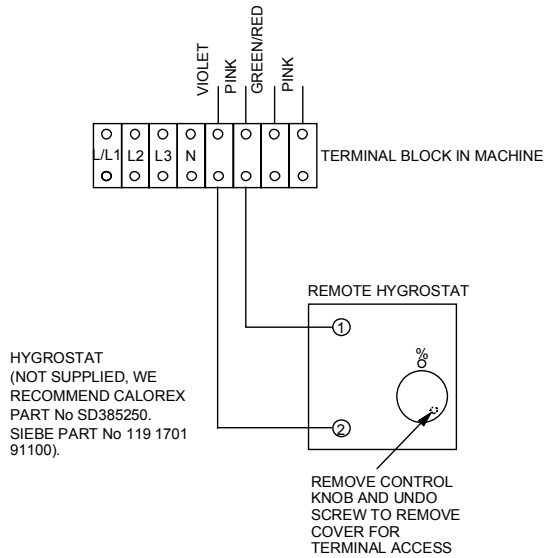 VIOLET
PINK
GREEN/RED
PINK
L/L1 L2 L3 N
TERMINAL BLOCK IN MACHINE
REMOTE HYGROSTAT
1
%
2
HYGROSTAT
(NOT SUPPLIED, WE
RECOMMEND CALOREX
PART No SD385250.
SIEBE PART No 119 1701
91100).
REMOVE CONTROL
KNOB AND UNDO
SCREW TO REMOVE
COVER FOR
TERMINAL ACCESS